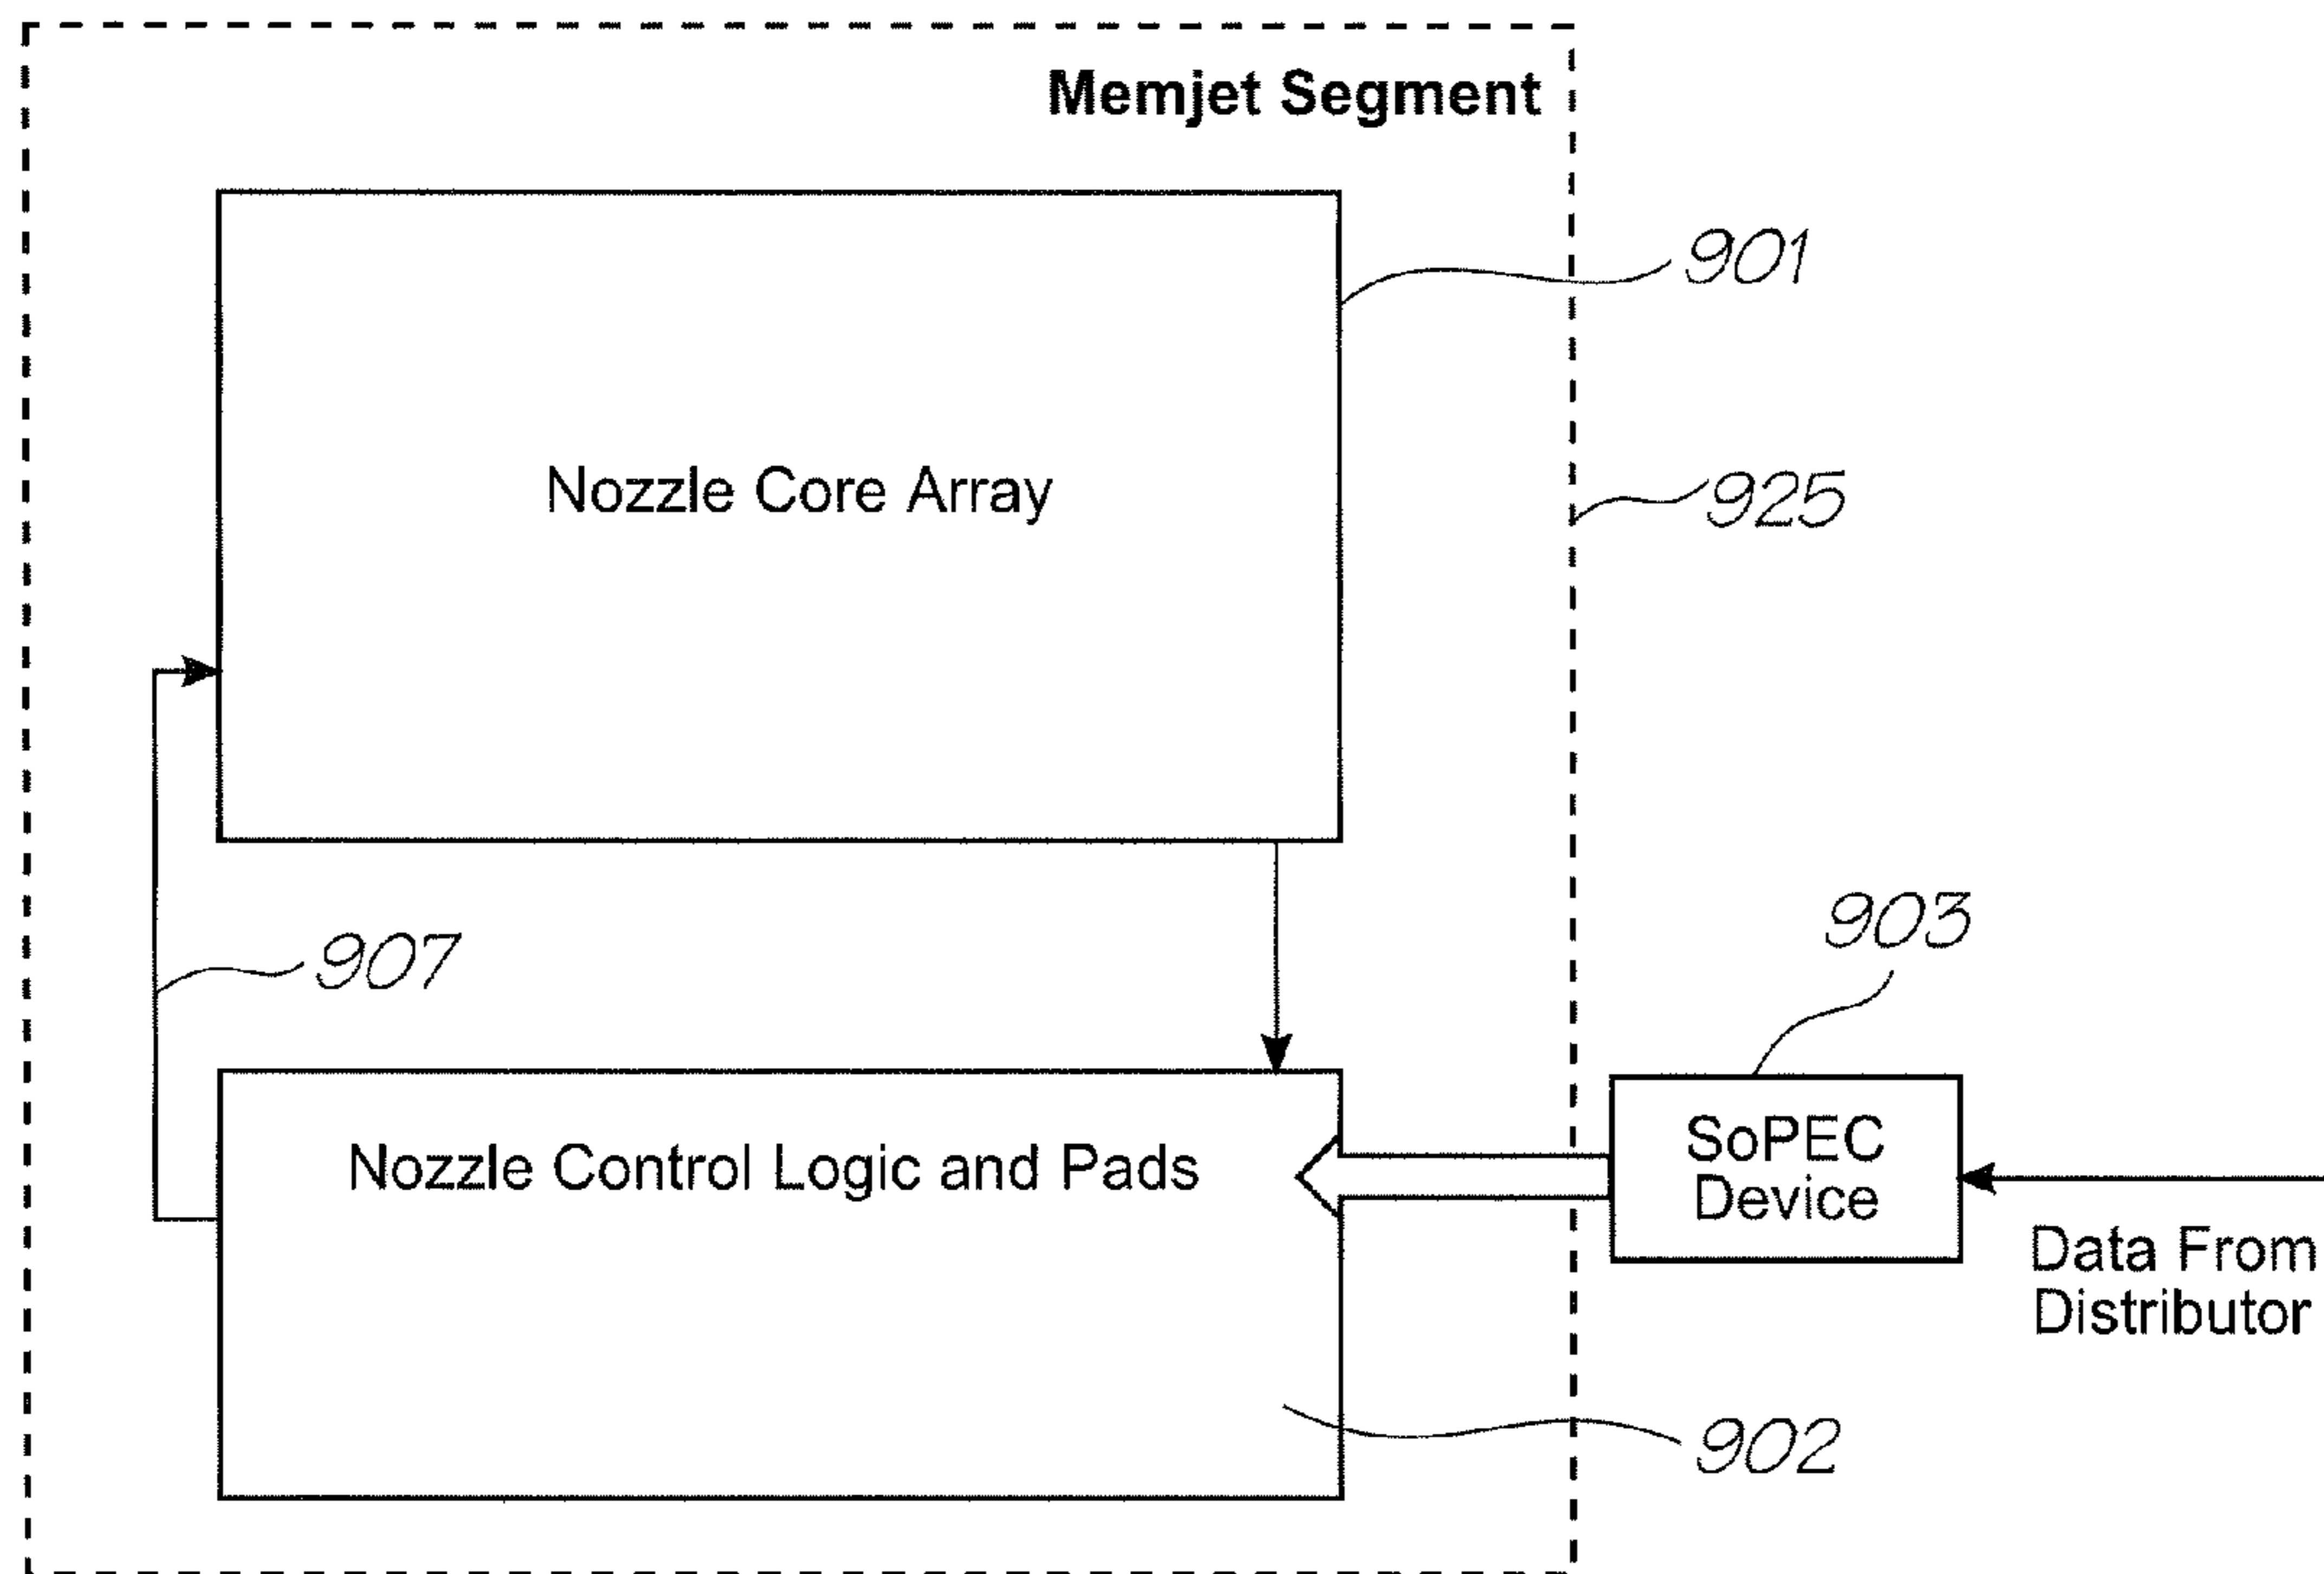 Memjet Segment
901
Nozzle Core Array
925
903
907
Nozzle Control Logic and Pads
SoPEC
Device
Data From
Distributor
902